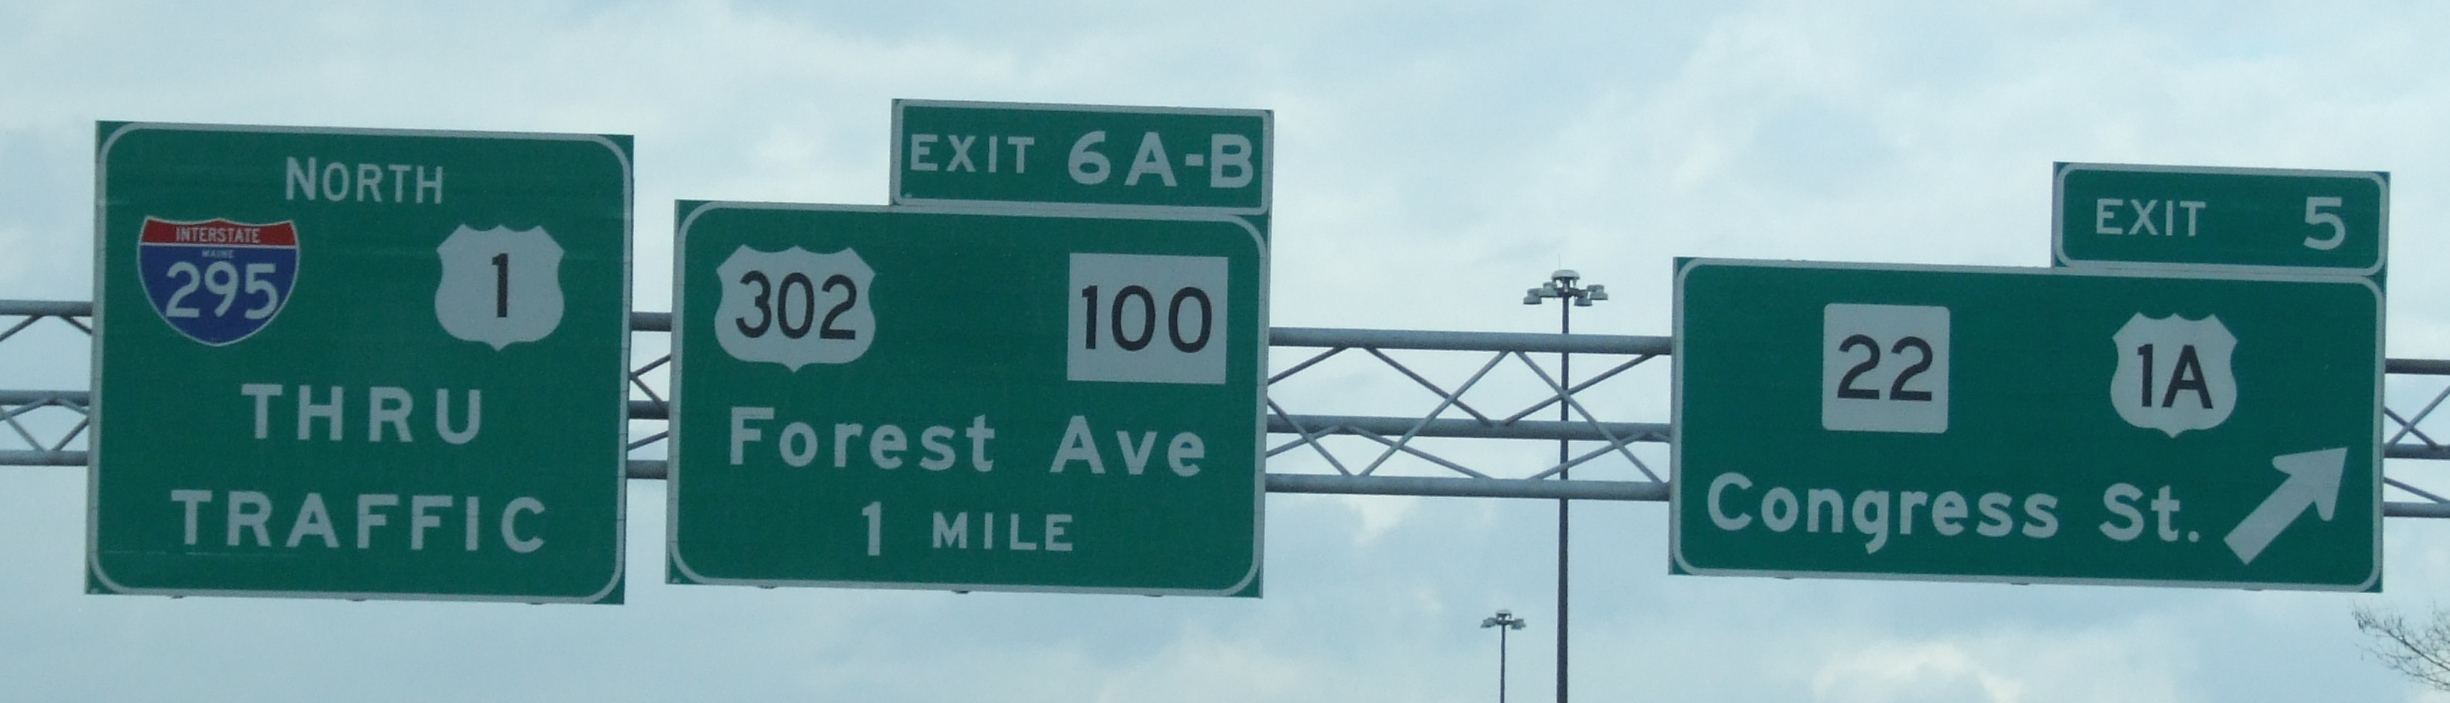 NORTH
INTERSTATE
MAINE
295
1
THRU
TRAFFIC
EXIT 6A-B
302 100
Forest Ave
1 MILE
EXIT 5
22 1A
Congress St.